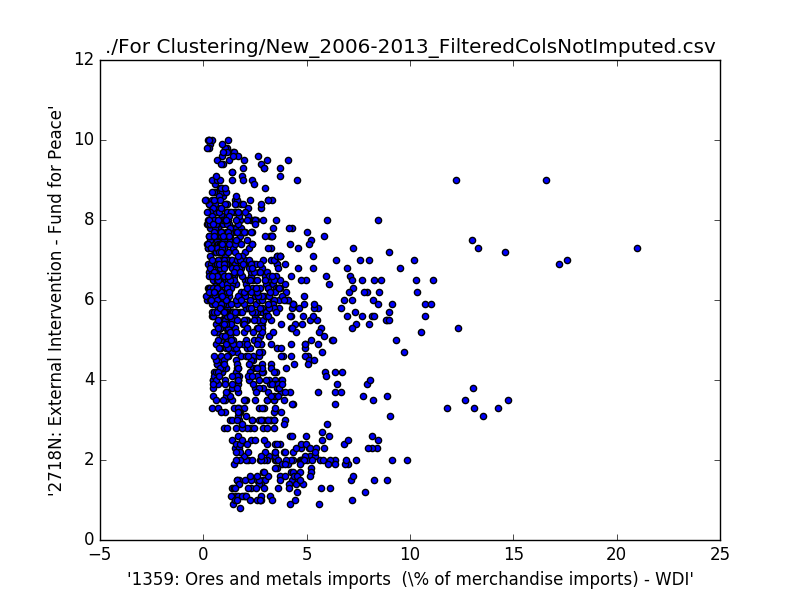 ./For Clustering/New_2006-2013_FilteredColsNotImputed.csv
'2718N: External Intervention - Fund for Peace'
12
10
8
6
4
2
0
−5 0 5 10 15 20 25
'1359: Ores and metals imports (\% of merchandise imports) - WDI'